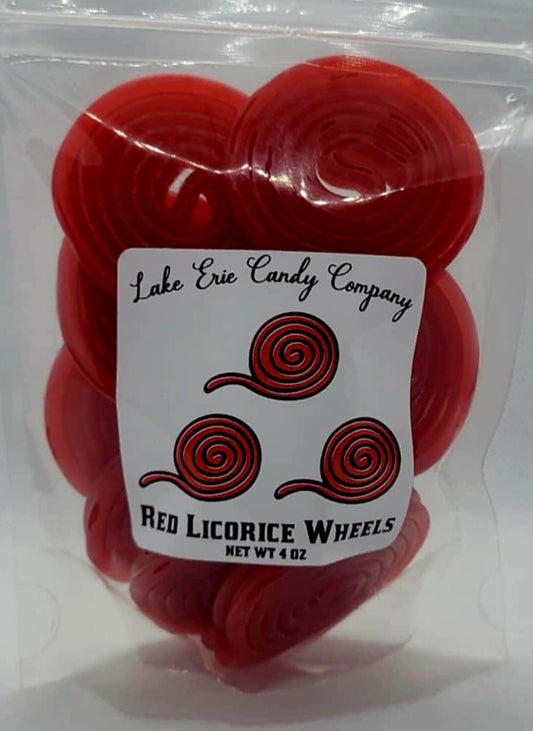 Lake Erie Candy Company
Red Licorice Wheels
NET WT 4 OZ